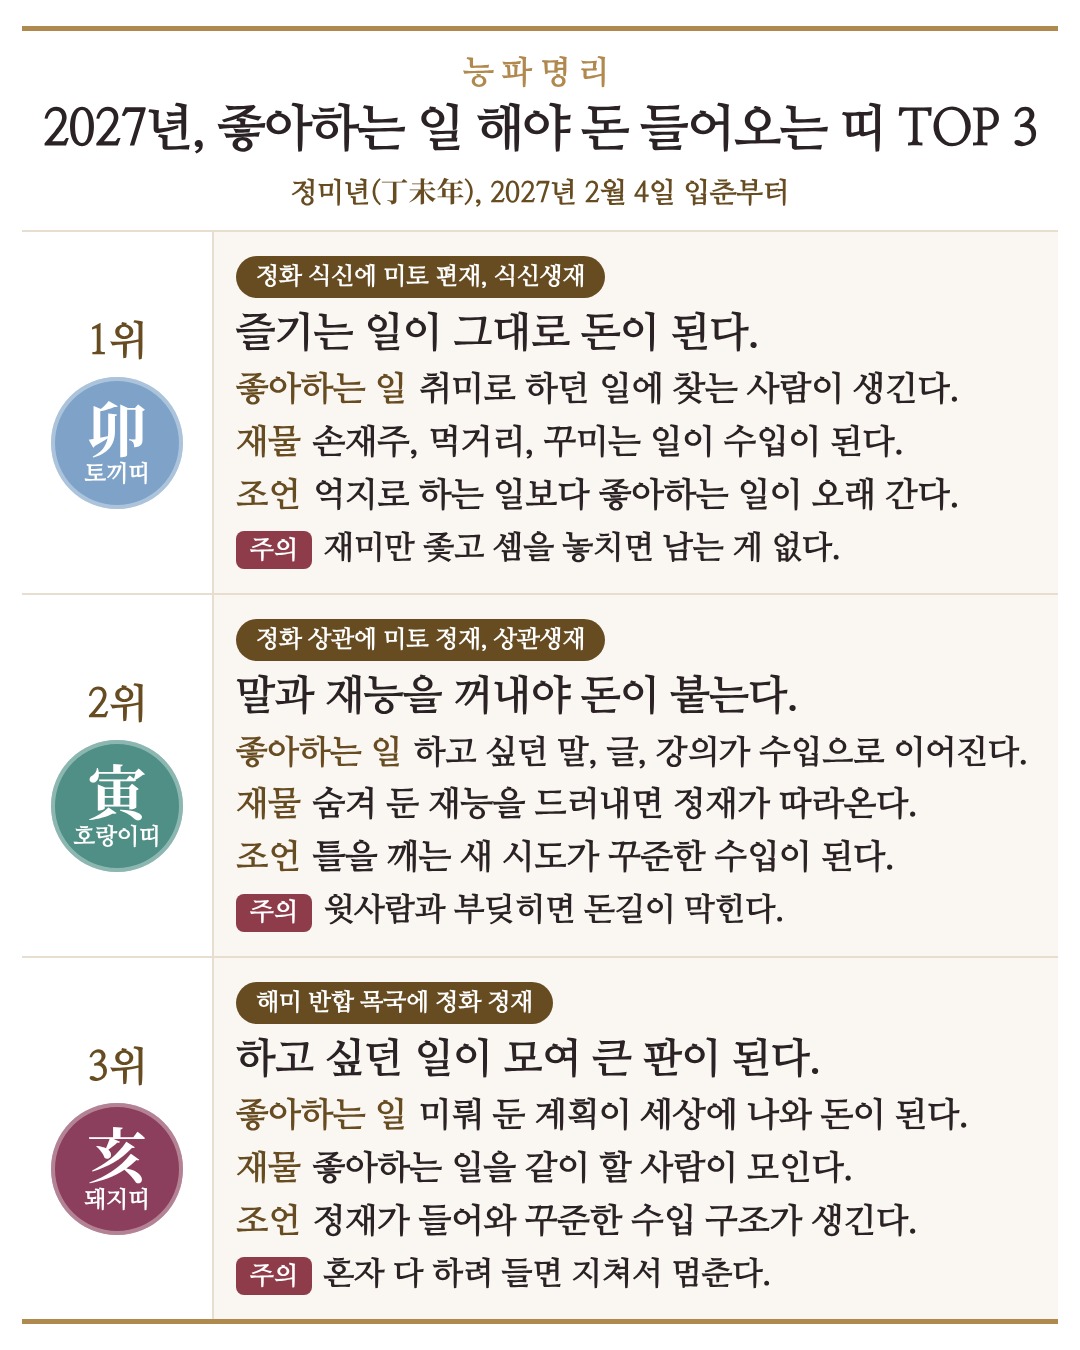 능파명리
2027년, 좋아하는 일 해야 돈 들어오는 띠 TOP 3
정미년(丁未年), 2027년 2월 4일 입춘부터
1위
卯
토끼띠
정화 식신에 미토 편재, 식신생재
즐기는 일이 그대로 돈이 된다.
좋아하는 일 취미로 하던 일에 찾는 사람이 생긴다.
재물 손재주, 먹거리, 꾸미는 일이 수입이 된다.
조언 억지로 하는 일보다 좋아하는 일이 오래 간다.
주의 재미만 좇고 셈을 놓치면 남는 게 없다.
2위
寅
호랑이띠
정화 상관에 미토 정재, 상관생재
말과 재능을 꺼내야 돈이 붙는다.
좋아하는 일 하고 싶던 말, 글, 강의가 수입으로 이어진다.
재물 숨겨 둔 재능을 드러내면 정재가 따라온다.
조언 틀을 깨는 새 시도가 꾸준한 수입이 된다.
주의 윗사람과 부딪히면 돈길이 막힌다.
3위
亥
돼지띠
해미 반합 목국에 정화 정재
하고 싶던 일이 모여 큰 판이 된다.
좋아하는 일 미뤄 둔 계획이 세상에 나와 돈이 된다.
재물 좋아하는 일을 같이 할 사람이 모인다.
조언 정재가 들어와 꾸준한 수입 구조가 생긴다.
주의 혼자 다 하려 들면 지쳐서 멈춘다.